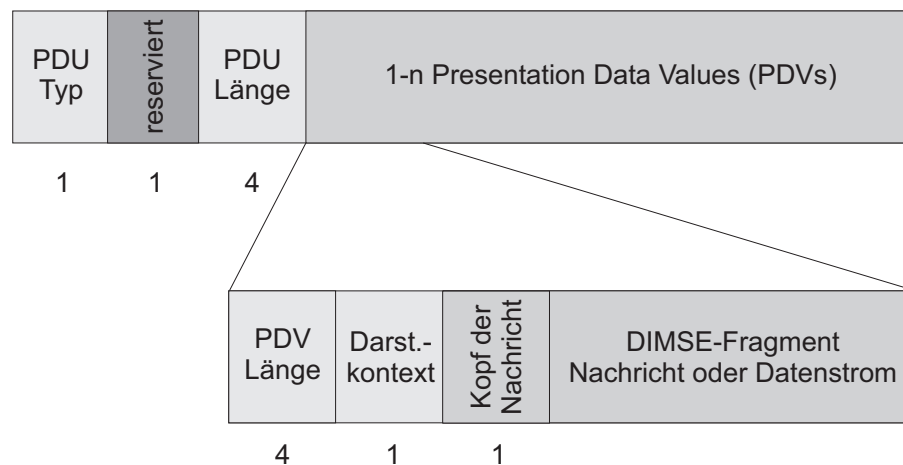 PDU
Typ
reserviert
PDU
Länge
1-n Presentation Data Values (PDVs)
1
1
4
PDV
Länge
Darst.-
kontext
Kopf der
Nachricht
DIMSE-Fragment
Nachricht oder Datenstrom
4
1
1